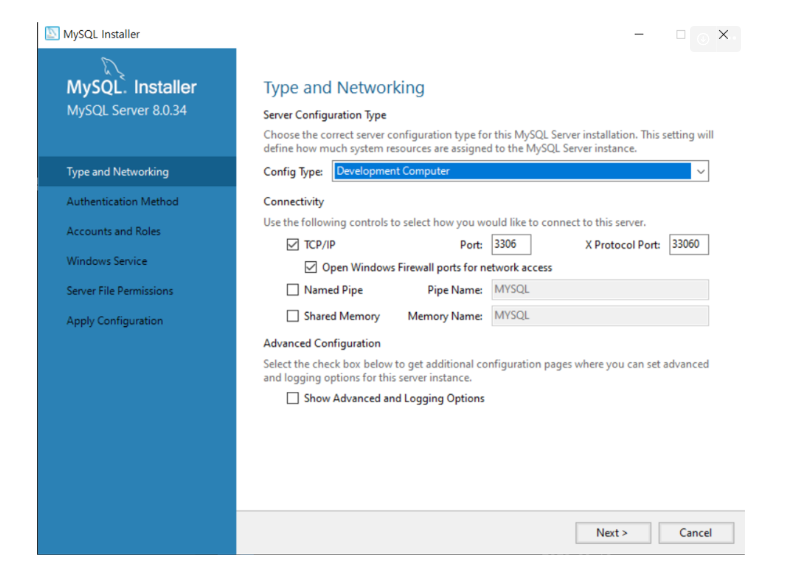 MySQL Installer
MySQL. Installer
MySQL Server 8.0.34
Type and Networking
Authentication Method
Accounts and Roles
Windows Service
Server File Permissions
Apply Configuration
Type and Networking
Server Configuration Type
Choose the correct server configuration type for this MySQL Server installation. This setting will
define how much system resources are assigned to the MySQL Server instance.
Config Type: Development Computer
Connectivity
Use the following controls to select how you would like to connect to this server.
TCP/IP Port: 3306 X Protocol Port: 33060
Open Windows Firewall ports for network access
Named Pipe Pipe Name: MYSQL
Shared Memory Memory Name: MYSQL
Advanced Configuration
Select the check box below to get additional configuration pages where you can set advanced
and logging options for this server instance.
Show Advanced and Logging Options
Next > Cancel